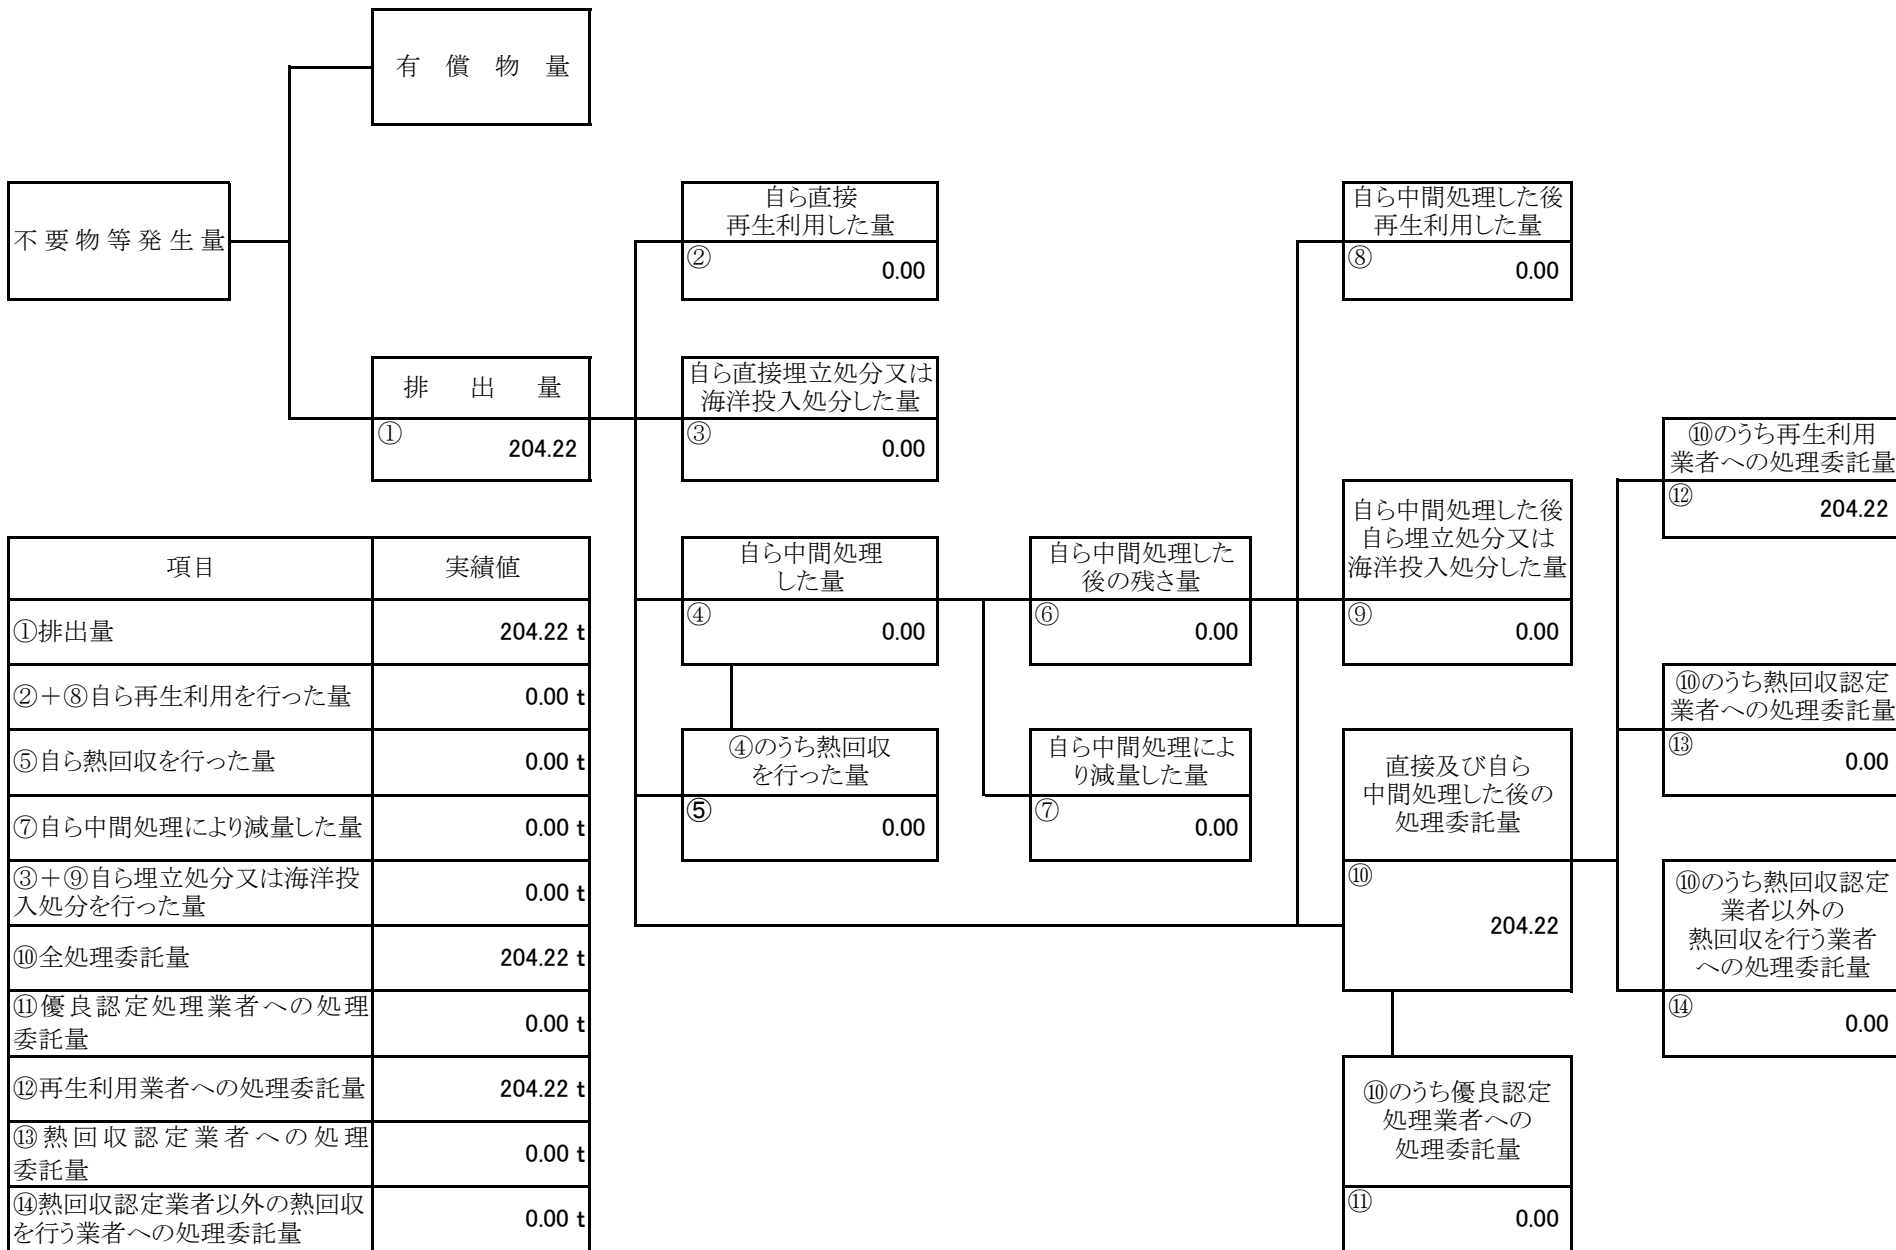 有償物量
不要物等発生量
自ら直接
再生利用した量
②
0.00
自ら中間処理した後
再生利用した量
⑧
0.00
排出量
①
204.22
自ら直接埋立処分又は
海洋投入処分した量
③
0.00
⑩のうち再生利用
業者への処理委託量
⑫
204.22
自ら中間処理
した量
④
0.00
自ら中間処理した
後の残さ量
⑥
0.00
自ら中間処理した後
自ら埋立処分又は
海洋投入処分した量
⑨
0.00
⑩のうち熱回収認定
業者への処理委託量
⑬
0.00
④のうち熱回収
を行った量
⑤
0.00
自ら中間処理によ
り減量した量
⑦
0.00
直接及び自ら
中間処理した後の
処理委託量
⑩
204.22
⑩のうち熱回収認定
業者以外の
熱回収を行う業者
への処理委託量
⑭
0.00
⑩のうち優良認定
処理業者への
処理委託量
⑪
0.00
項目 実績値
①排出量 204.22 t
②+⑧自ら再生利用を行った量 0.00 t
⑤自ら熱回収を行った量 0.00 t
⑦自ら中間処理により減量した量 0.00 t
③+⑨自ら埋立処分又は海洋投
入処分を行った量 0.00 t
⑩全処理委託量 204.22 t
⑪優良認定処理業者への処理
委託量 0.00 t
⑫再生利用業者への処理委託量 204.22 t
⑬熱回収認定業者への処理
委託量 0.00 t
⑭熱回収認定業者以外の熱回収
を行う業者への処理委託量 0.00 t